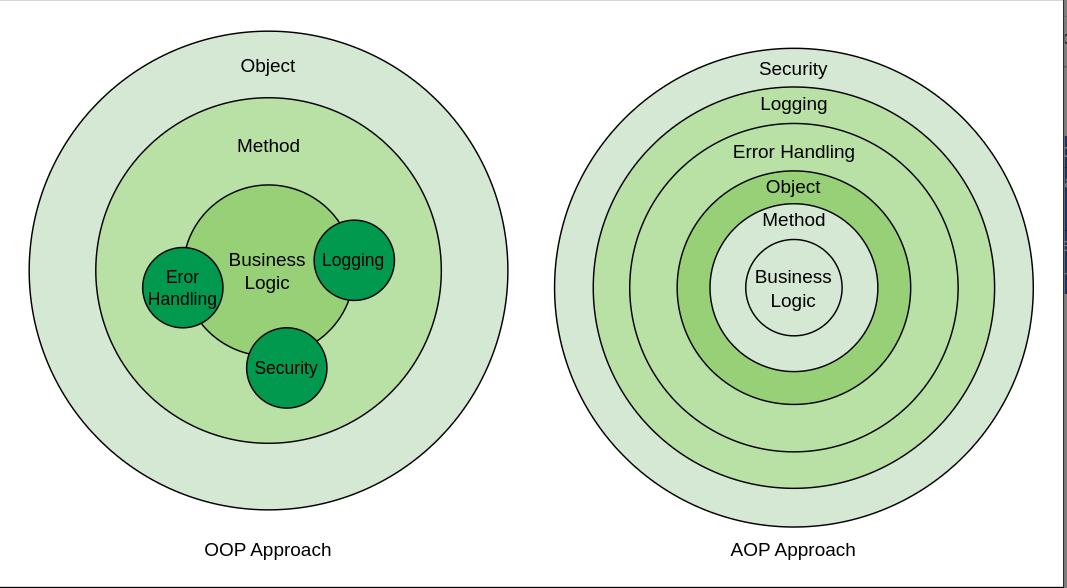 Object
Method
Business
Logic
Logging
Eror
Handling
Security
OOP Approach
Security
Logging
Error Handling
Object
Method
Business
Logic
AOP Approach